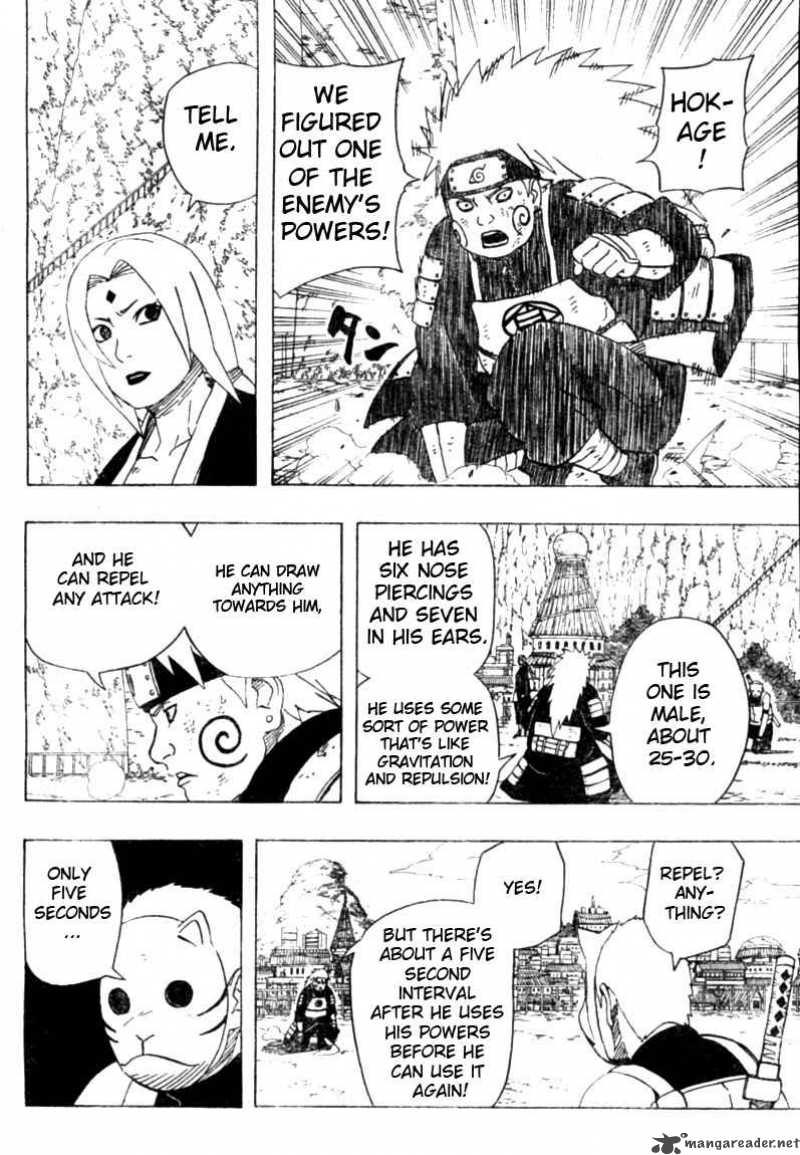 HOK-
AGE
!
WE
FIGURED
OUT ONE
OF THE
ENEMY'S
POWERS!
タン
TELL
ME.
THIS
ONE IS
MALE,
ABOUT
25-30.
HE HAS
SIX NOSE
PIERCINGS
AND SEVEN
IN HIS EARS.
HE USES SOME
SORT OF POWER
THAT'S LIKE
GRAVITATION
AND REPULSION!
HE CAN DRAW
ANYTHING
TOWARDS HIM,
AND HE
CAN REPEL
ANY ATTACK!
REPEL?
ANY-
THING?
YES!
BUT THERE'S
ABOUT A FIVE
SECOND
INTERVAL
AFTER HE USES
HIS POWERS
BEFORE HE
CAN USE IT
AGAIN!
ONLY
FIVE
SECONDS
...
mangareader.net